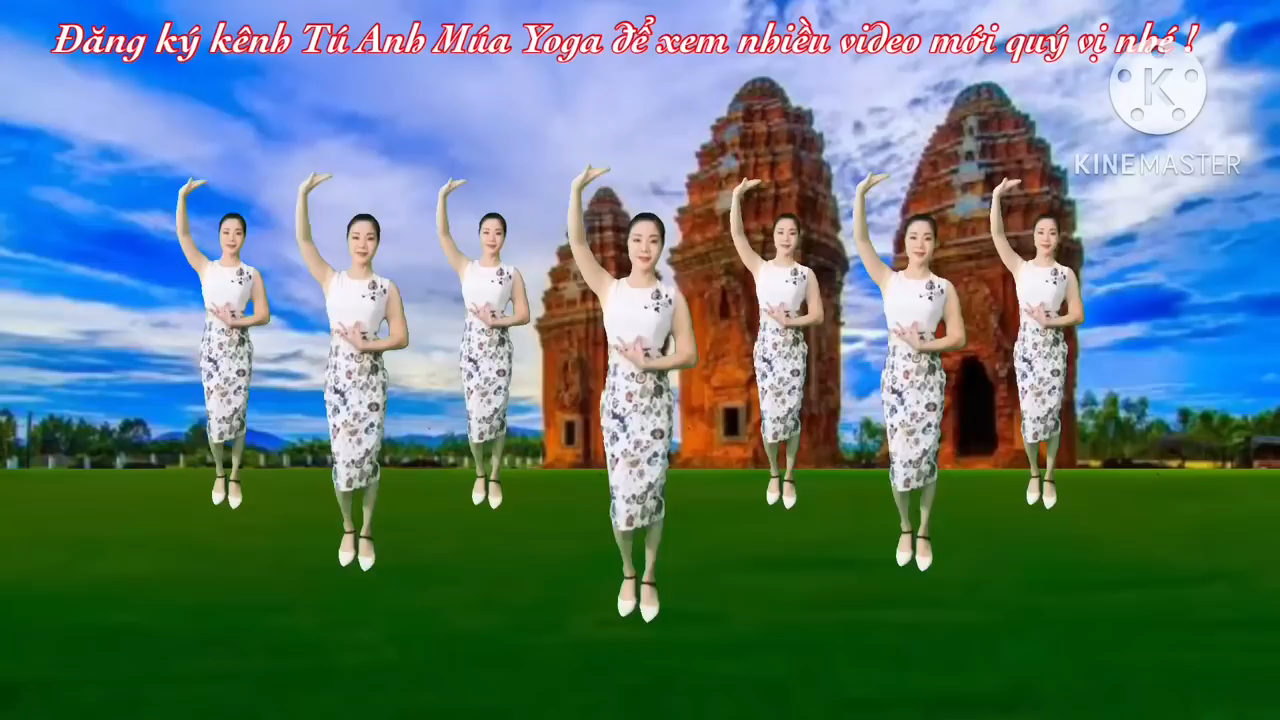 Đăng ký kênh Tú Anh Múa Yoga để xem nhiều video mới quý vị nhé !
K
KINEMASTER